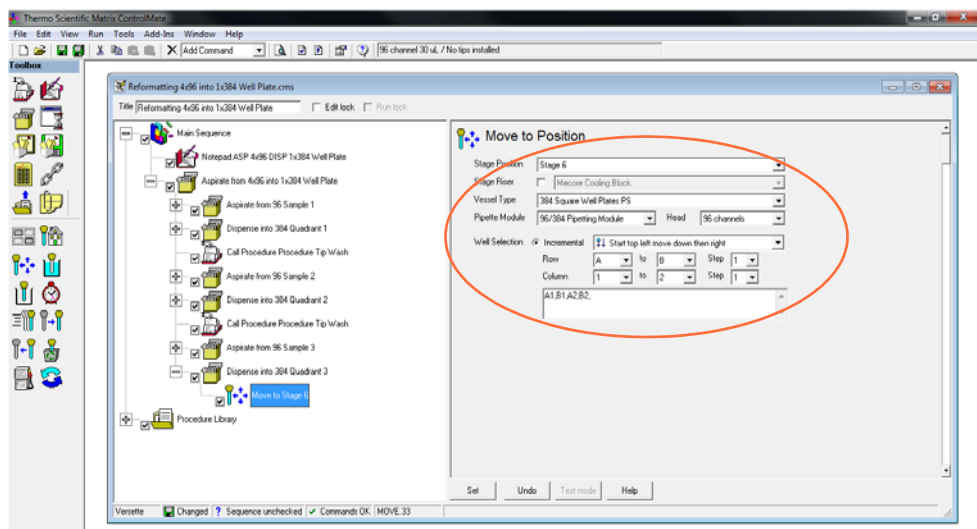 Thermo Scientific Matrix ControlMate
File Edit View Run Tools Add-Ins Window Help
Add Command 96 channel 30 uL / No tips installed
Toolbox
Reformatting 4x96 into 1x384 Well Plate.cms
Title Reformatting 4x96 into 1x384 Well Plate Edit lock Run lock
Main Sequence
Notepad ASP 4x96 DISP 1x384 Well Plate
Aspirate from 4x96 into 1x384 Well Plate
Aspirate from 96 Sample 1
Dispense into 384 Quadrant 1
Call Procedure Procedure Tip Wash
Aspirate from 96 Sample 2
Dispense into 384 Quadrant 2
Call Procedure Procedure Tip Wash
Aspirate from 96 Sample 3
Dispense into 384 Quadrant 3
Move to Stage 6
Procedure Library
Move to Position
Stage Position Stage 6
Stage Riser Mecore Cooling Block
Vessel Type 384 Square Well Plates PS
Pipette Module 96/384 Pipetting Module Head 96 channels
Well Selection Incremental Start top left move down then right
Row A to B Step 1
Column 1 to 2 Step 1
A1,B1,A2,B2,
Set Undo Test mode Help
Versette Changed ? Sequence unchecked Commands OK MOVE.33